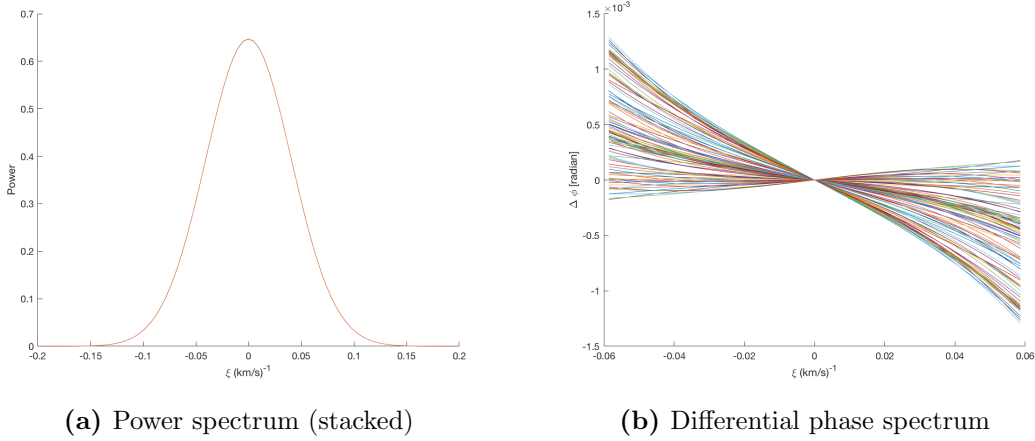 0.7
0.6
0.5
0.4
0.3
0.2
0.1
0
Power
-0.2 -0.15 -0.1 -0.05 0 0.05 0.1 0.15 0.2
ξ (km/s)⁻¹
(a) Power spectrum (stacked)
×10⁻³
1.5
1
0.5
0
-0.5
-1
-1.5
Δ ϕ [radian]
-0.06 -0.04 -0.02 0 0.02 0.04 0.06
ξ (km/s)⁻¹
(b) Differential phase spectrum